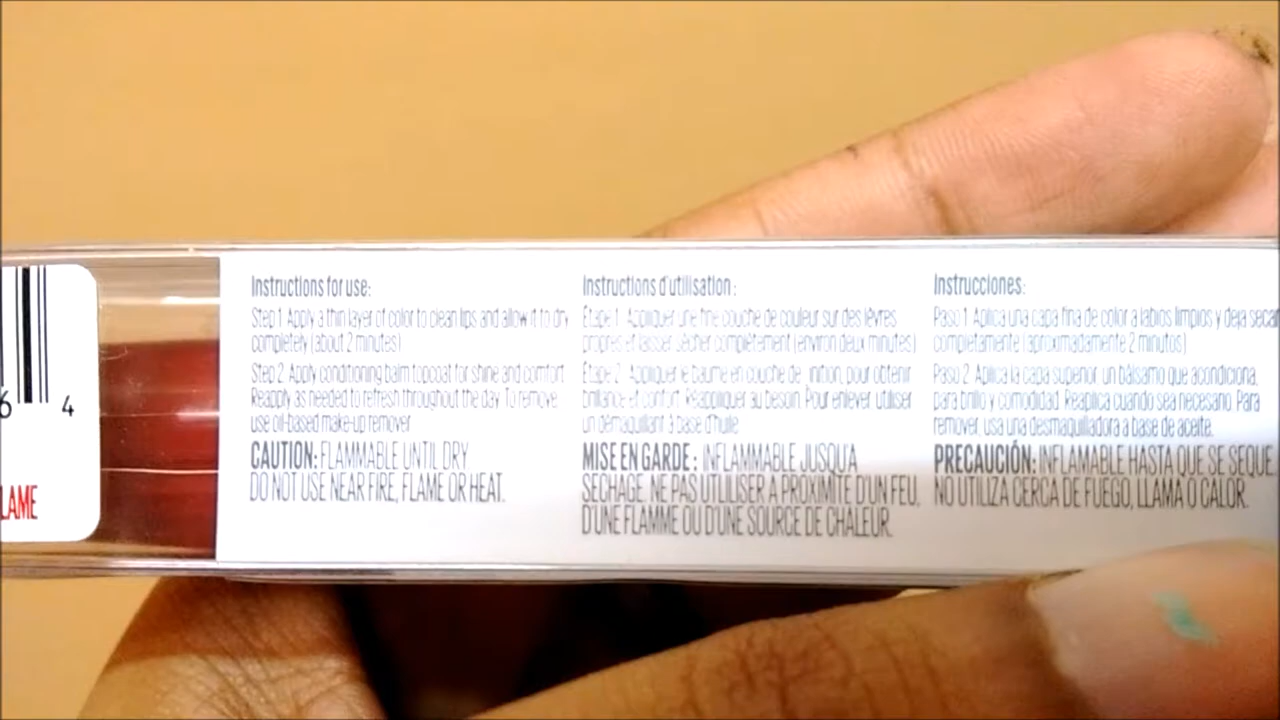 6 4
LAME
Instructions for use:
Step 1 Apply a thin layer of color to clean lips and allow it to dry
completely (about 2 minutes)
Step 2 Apply conditioning balm topcoat for shine and comfort
Reapply as needed to refresh throughout the day. To remove
use oil-based make-up remover
CAUTION: FLAMMABLE UNTIL DRY
DO NOT USE NEAR FIRE, FLAME OR HEAT.
Instructions d'utilisation:
Étape 1 Appliquer une fine couche de couleur sur des lèvres
propres et laisser sécher complètement (environ deux minutes)
Étape 2 Appliquer le baume en couche de finition, pour obtenir
brillance et confort. Réappliquer au besoin. Pour enlever utiliser
un démaquillant à base d'huile
MISE EN GARDE: INFLAMMABLE JUSQU'A
SECHAGE. NE PAS UTILISER A PROXIMITE D'UN FEU,
D'UNE FLAMME OU D'UNE SOURCE DE CHALEUR.
Instrucciones:
Paso 1 Aplica una capa fina de color a labios limpios y deja secar
completamente (aproximadamente 2 minutos)
Paso 2 Aplica la capa superior, un bálsamo que acondiciona,
para brillo y comodidad. Reaplica cuando sea necesario. Para
remover, usa una desmaquilladora a base de aceite.
PRECAUCIÓN: INFLAMABLE HASTA QUE SE SEQUE.
NO UTILIZA CERCA DE FUEGO, LLAMA O CALOR.